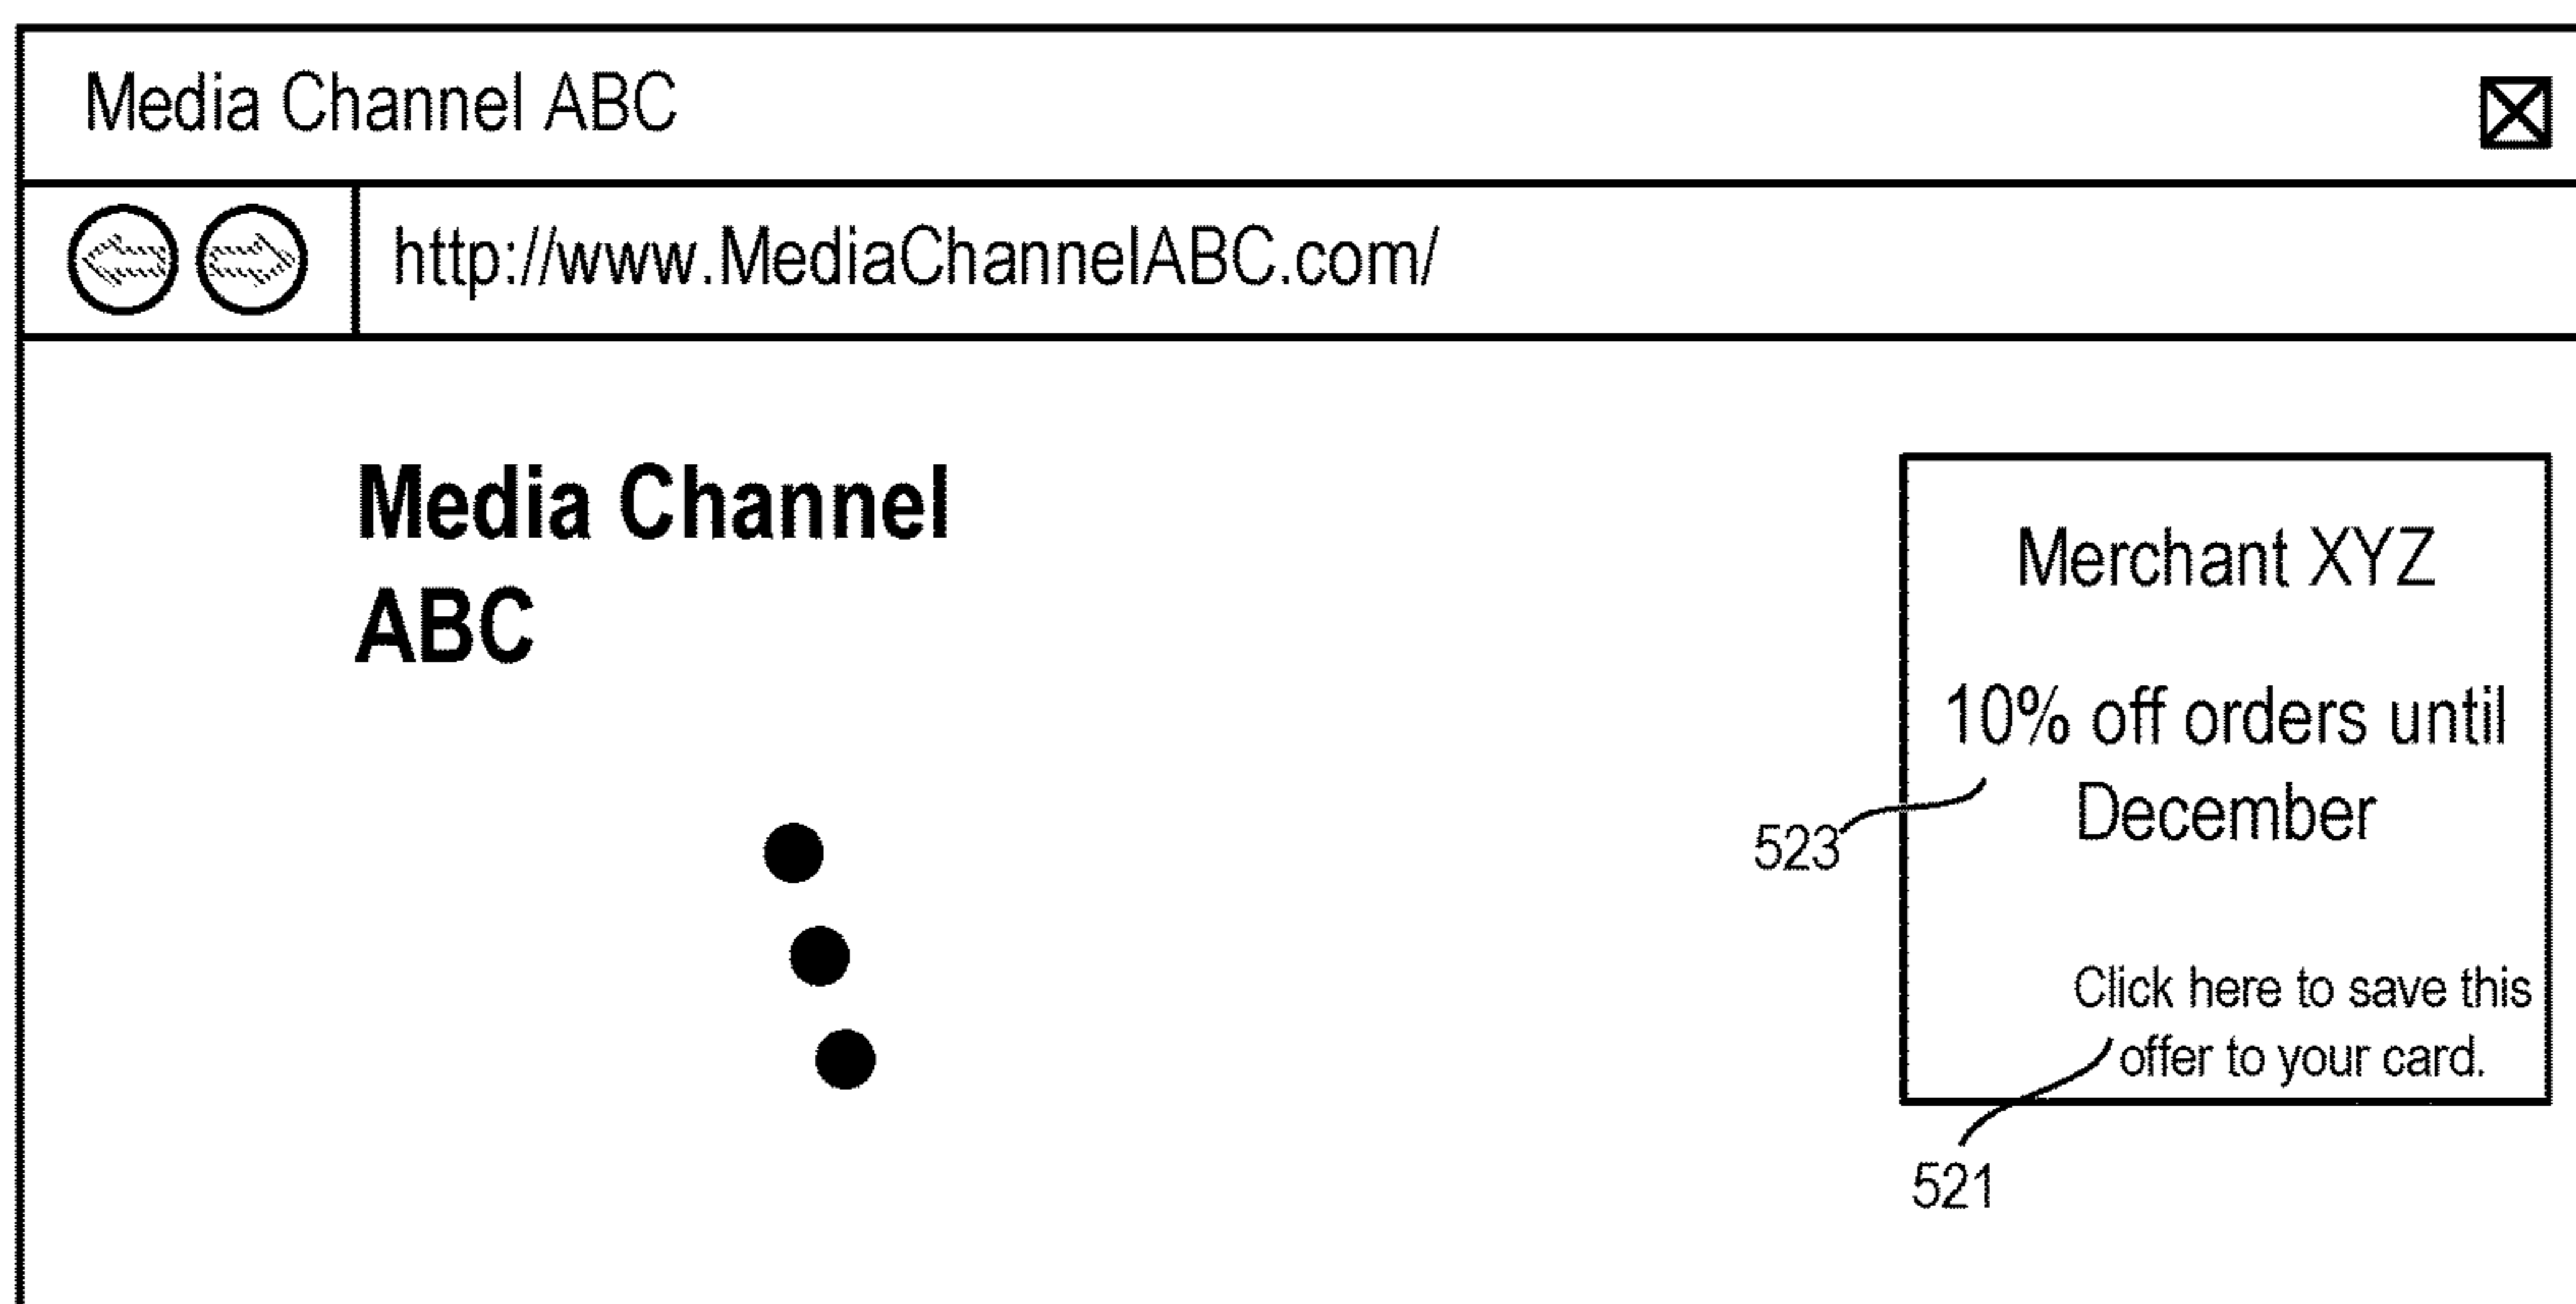 Media Channel ABC
http://www.MediaChannelABC.com/
Media Channel
ABC
Merchant XYZ
10% off orders until
December
523
Click here to save this
offer to your card.
521